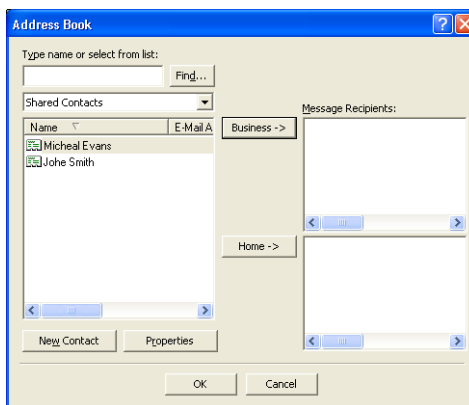 Address Book
Type name or select from list:
Find...
Shared Contacts
Message Recipients:
Name E-Mail A
Business ->
Micheal Evans
Johe Smith
Home ->
New Contact Properties
OK Cancel